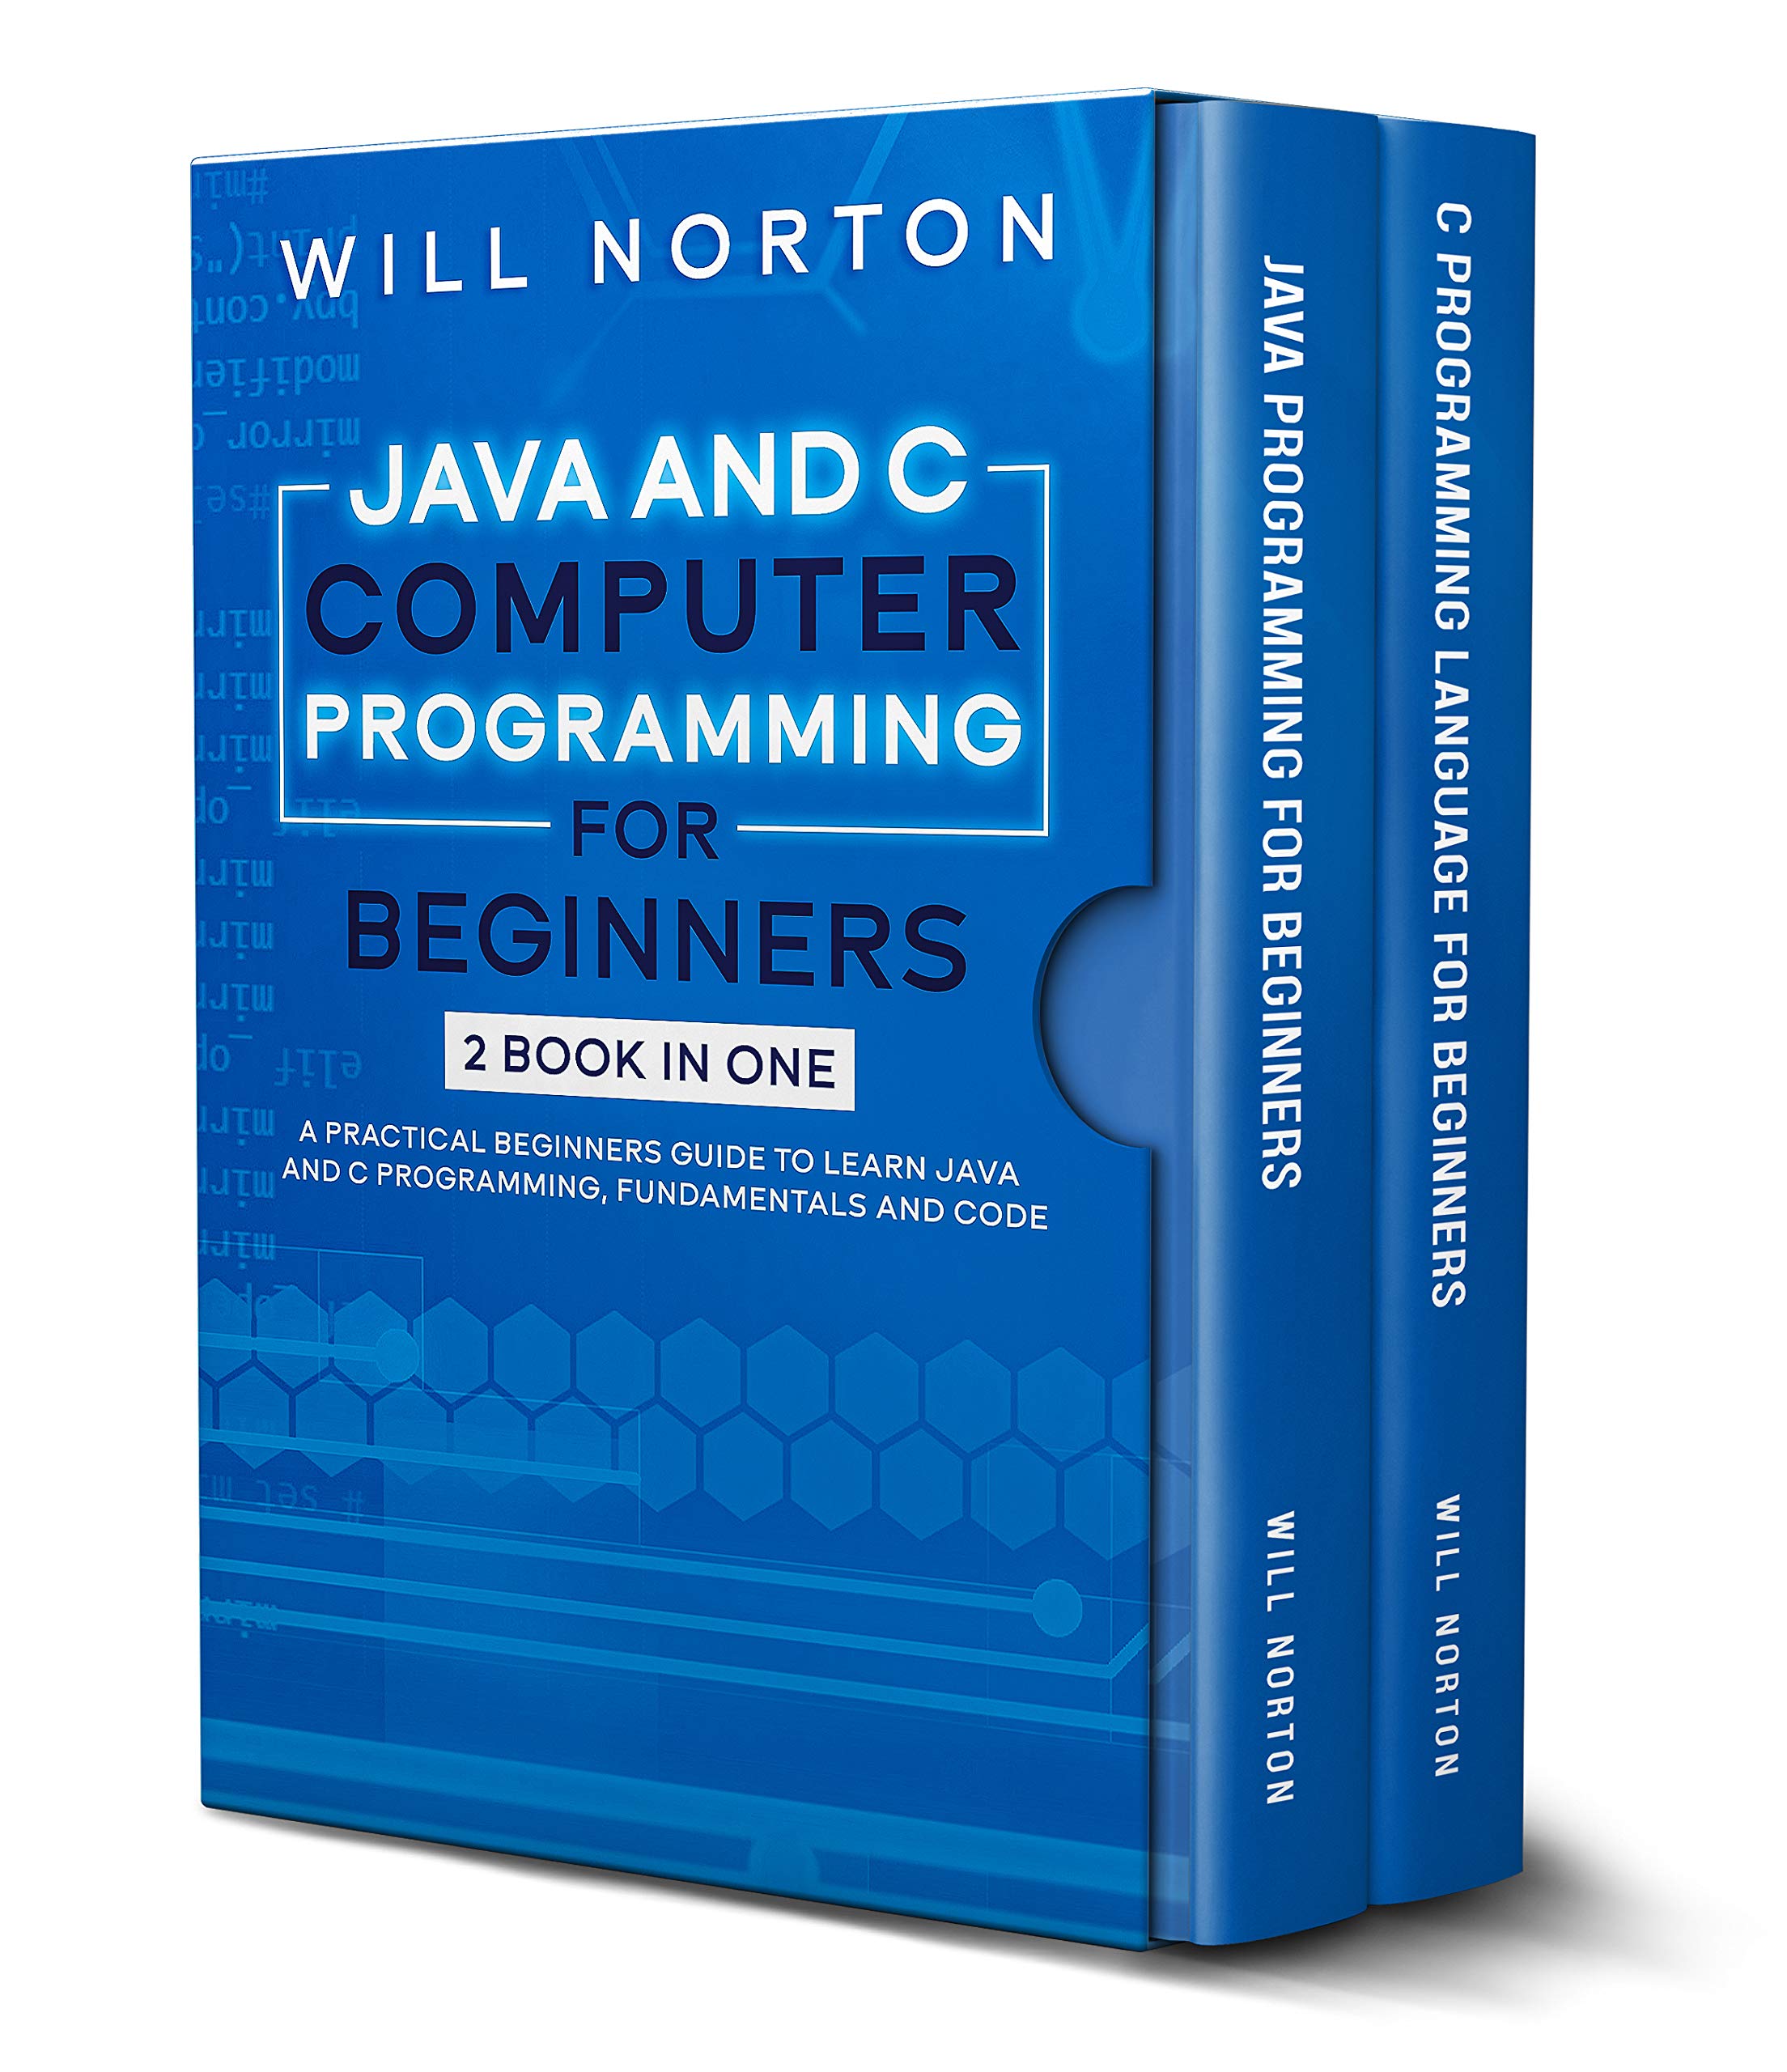 WILL NORTON
JAVA AND C
COMPUTER
PROGRAMMING
FOR
BEGINNERS
2 BOOK IN ONE
A PRACTICAL BEGINNERS GUIDE TO LEARN JAVA
AND C PROGRAMMING, FUNDAMENTALS AND CODE
JAVA PROGRAMMING FOR BEGINNERS
WILL NORTON
C PROGRAMMING LANGUAGE FOR BEGINNERS
WILL NORTON